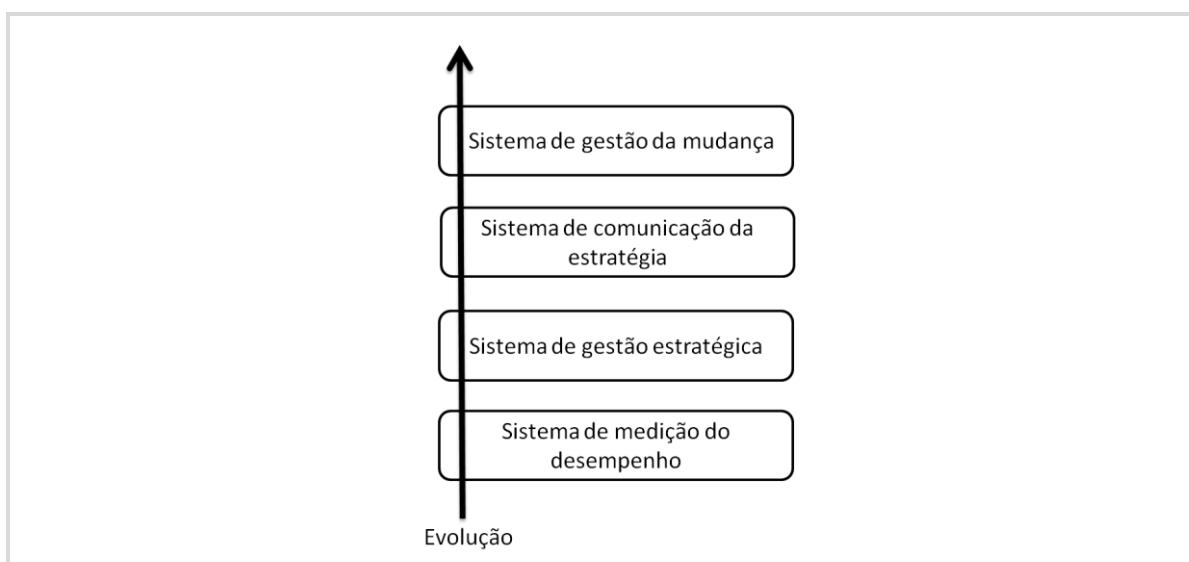 Sistema de gestão da mudança
Sistema de comunicação da
estratégia
Sistema de gestão estratégica
Sistema de medição do
desempenho
Evolução